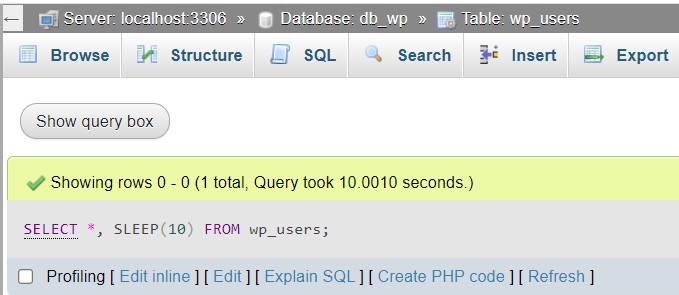 ← Server: localhost:3306 » Database: db_wp » Table: wp_users
Browse Structure SQL Search Insert Export
Show query box
Showing rows 0 - 0 (1 total, Query took 10.0010 seconds.)
SELECT *, SLEEP(10) FROM wp_users;
Profiling [ Edit inline ] [ Edit ] [ Explain SQL ] [ Create PHP code ] [ Refresh ]